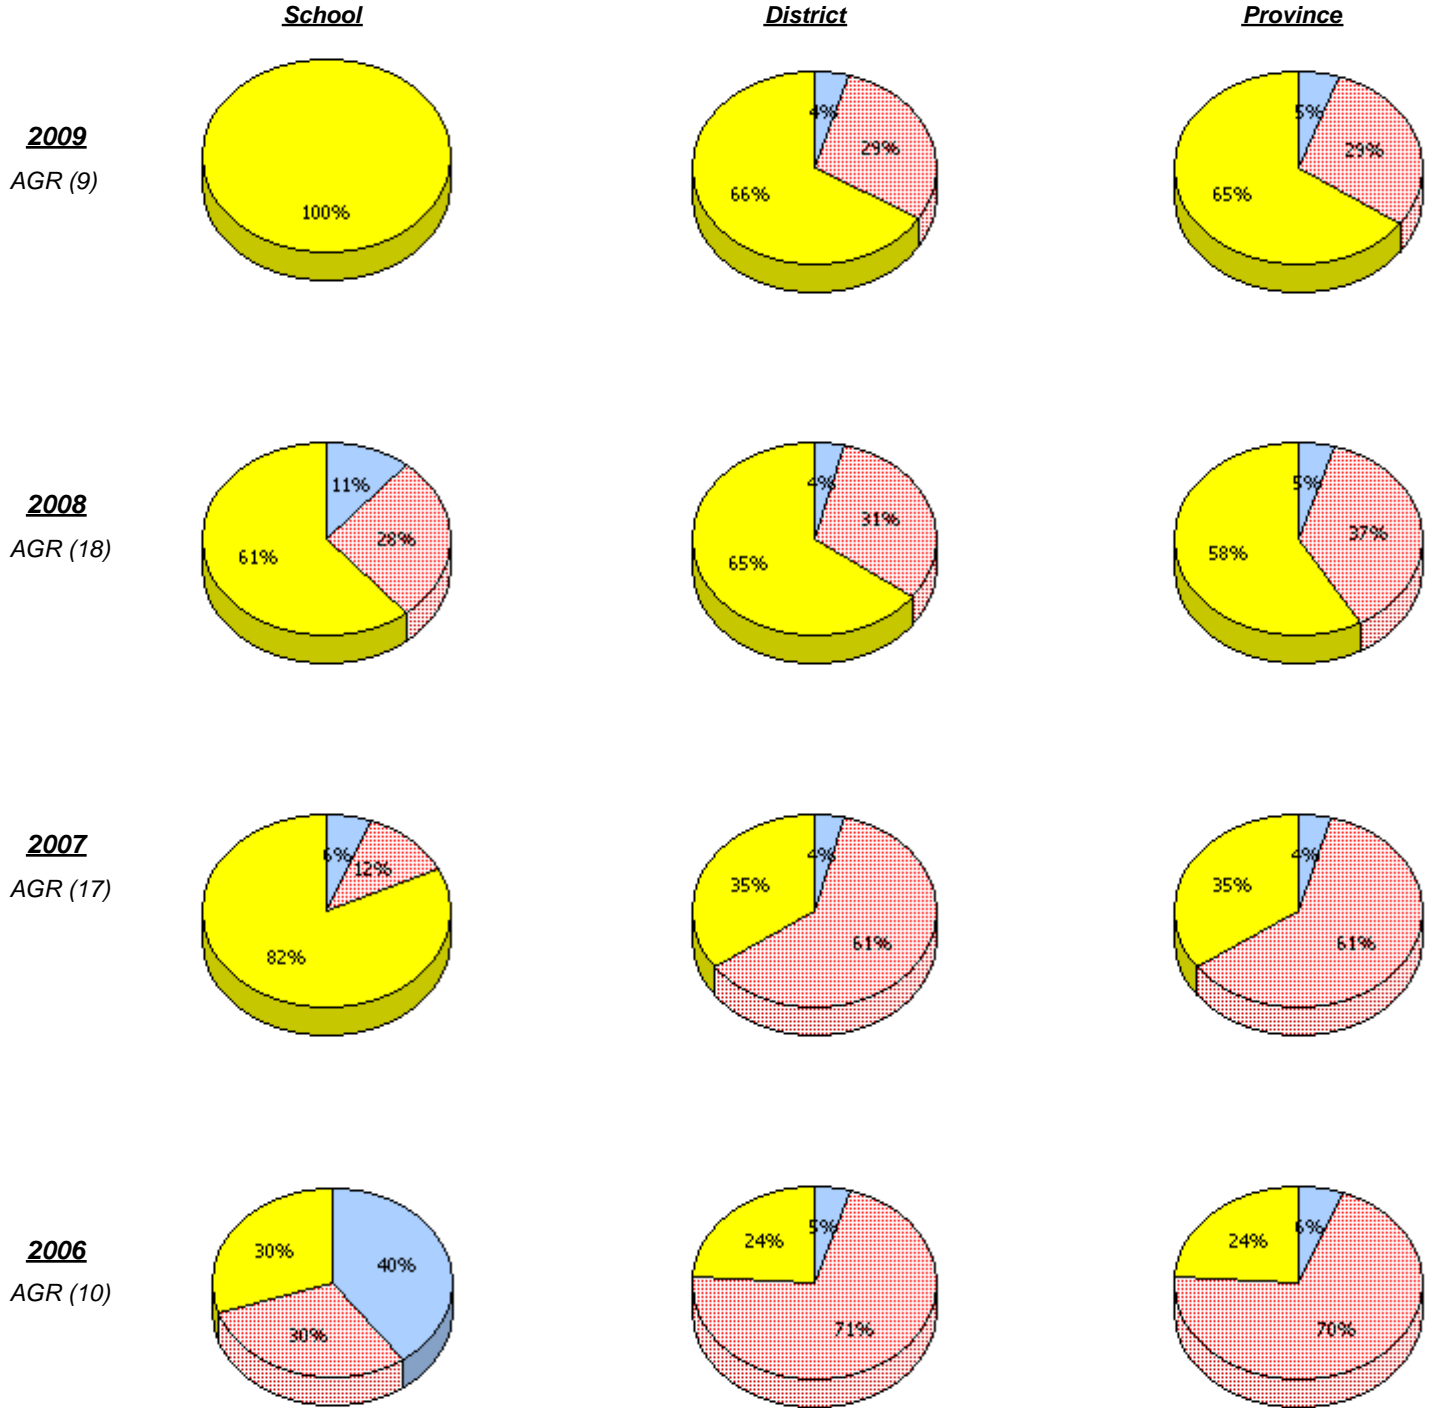 School District Province
2009
AGR (9)
100%
66% 4% 29%
65% 5% 29%
2008
AGR (18)
61% 11% 28%
65% 4% 31%
58% 5% 37%
2007
AGR (17)
82% 6% 12%
35% 4% 61%
35% 4% 61%
2006
AGR (10)
30% 40% 30%
24% 5% 71%
24% 6% 70%